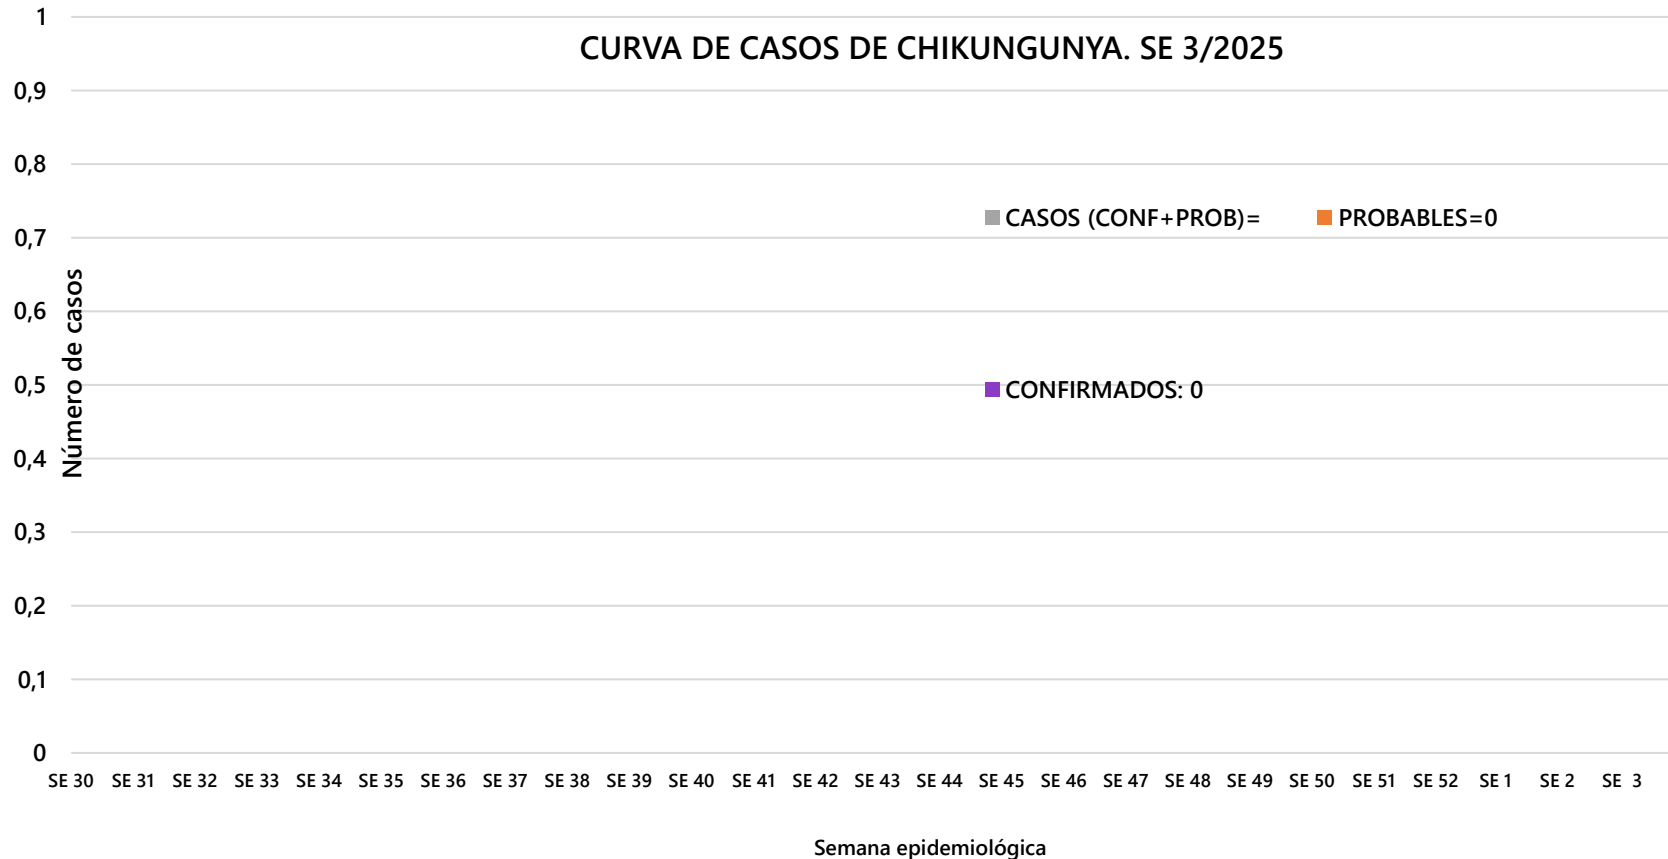 CURVA DE CASOS DE CHIKUNGUNYA. SE 3/2025
1
0,9
0,8
0,7
0,6
0,5
0,4
0,3
0,2
0,1
0
Número de casos
CASOS (CONF+PROB)= PROBABLES=0
CONFIRMADOS: 0
SE 30 SE 31 SE 32 SE 33 SE 34 SE 35 SE 36 SE 37 SE 38 SE 39 SE 40 SE 41 SE 42 SE 43 SE 44 SE 45 SE 46 SE 47 SE 48 SE 49 SE 50 SE 51 SE 52 SE 1 SE 2 SE 3
Semana epidemiológica